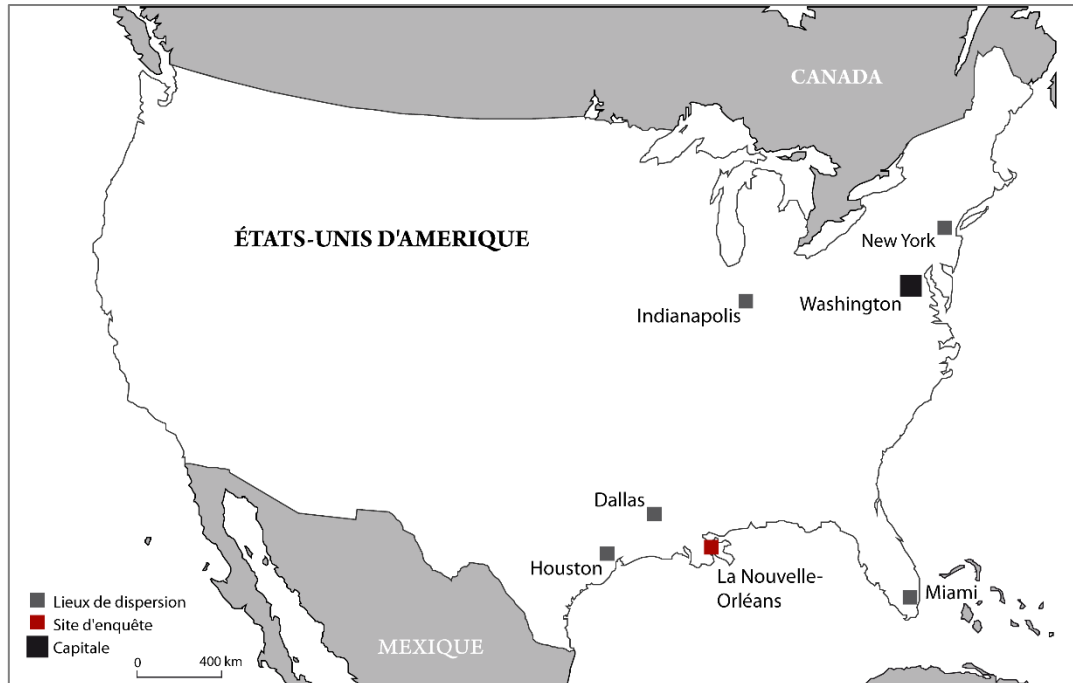 CANADA
ÉTATS-UNIS D'AMERIQUE
New York
Washington
Indianapolis
Dallas
Houston
La Nouvelle-
Orléans
Miami
MEXIQUE
Lieux de dispersion
Site d'enquête
Capitale
0 400 km